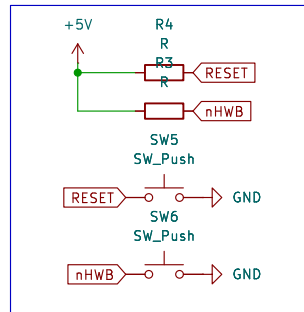 +5V
R4
R
RESET
R3
R
nHWB
SW5
SW_Push
RESET
GND
SW6
SW_Push
nHWB
GND